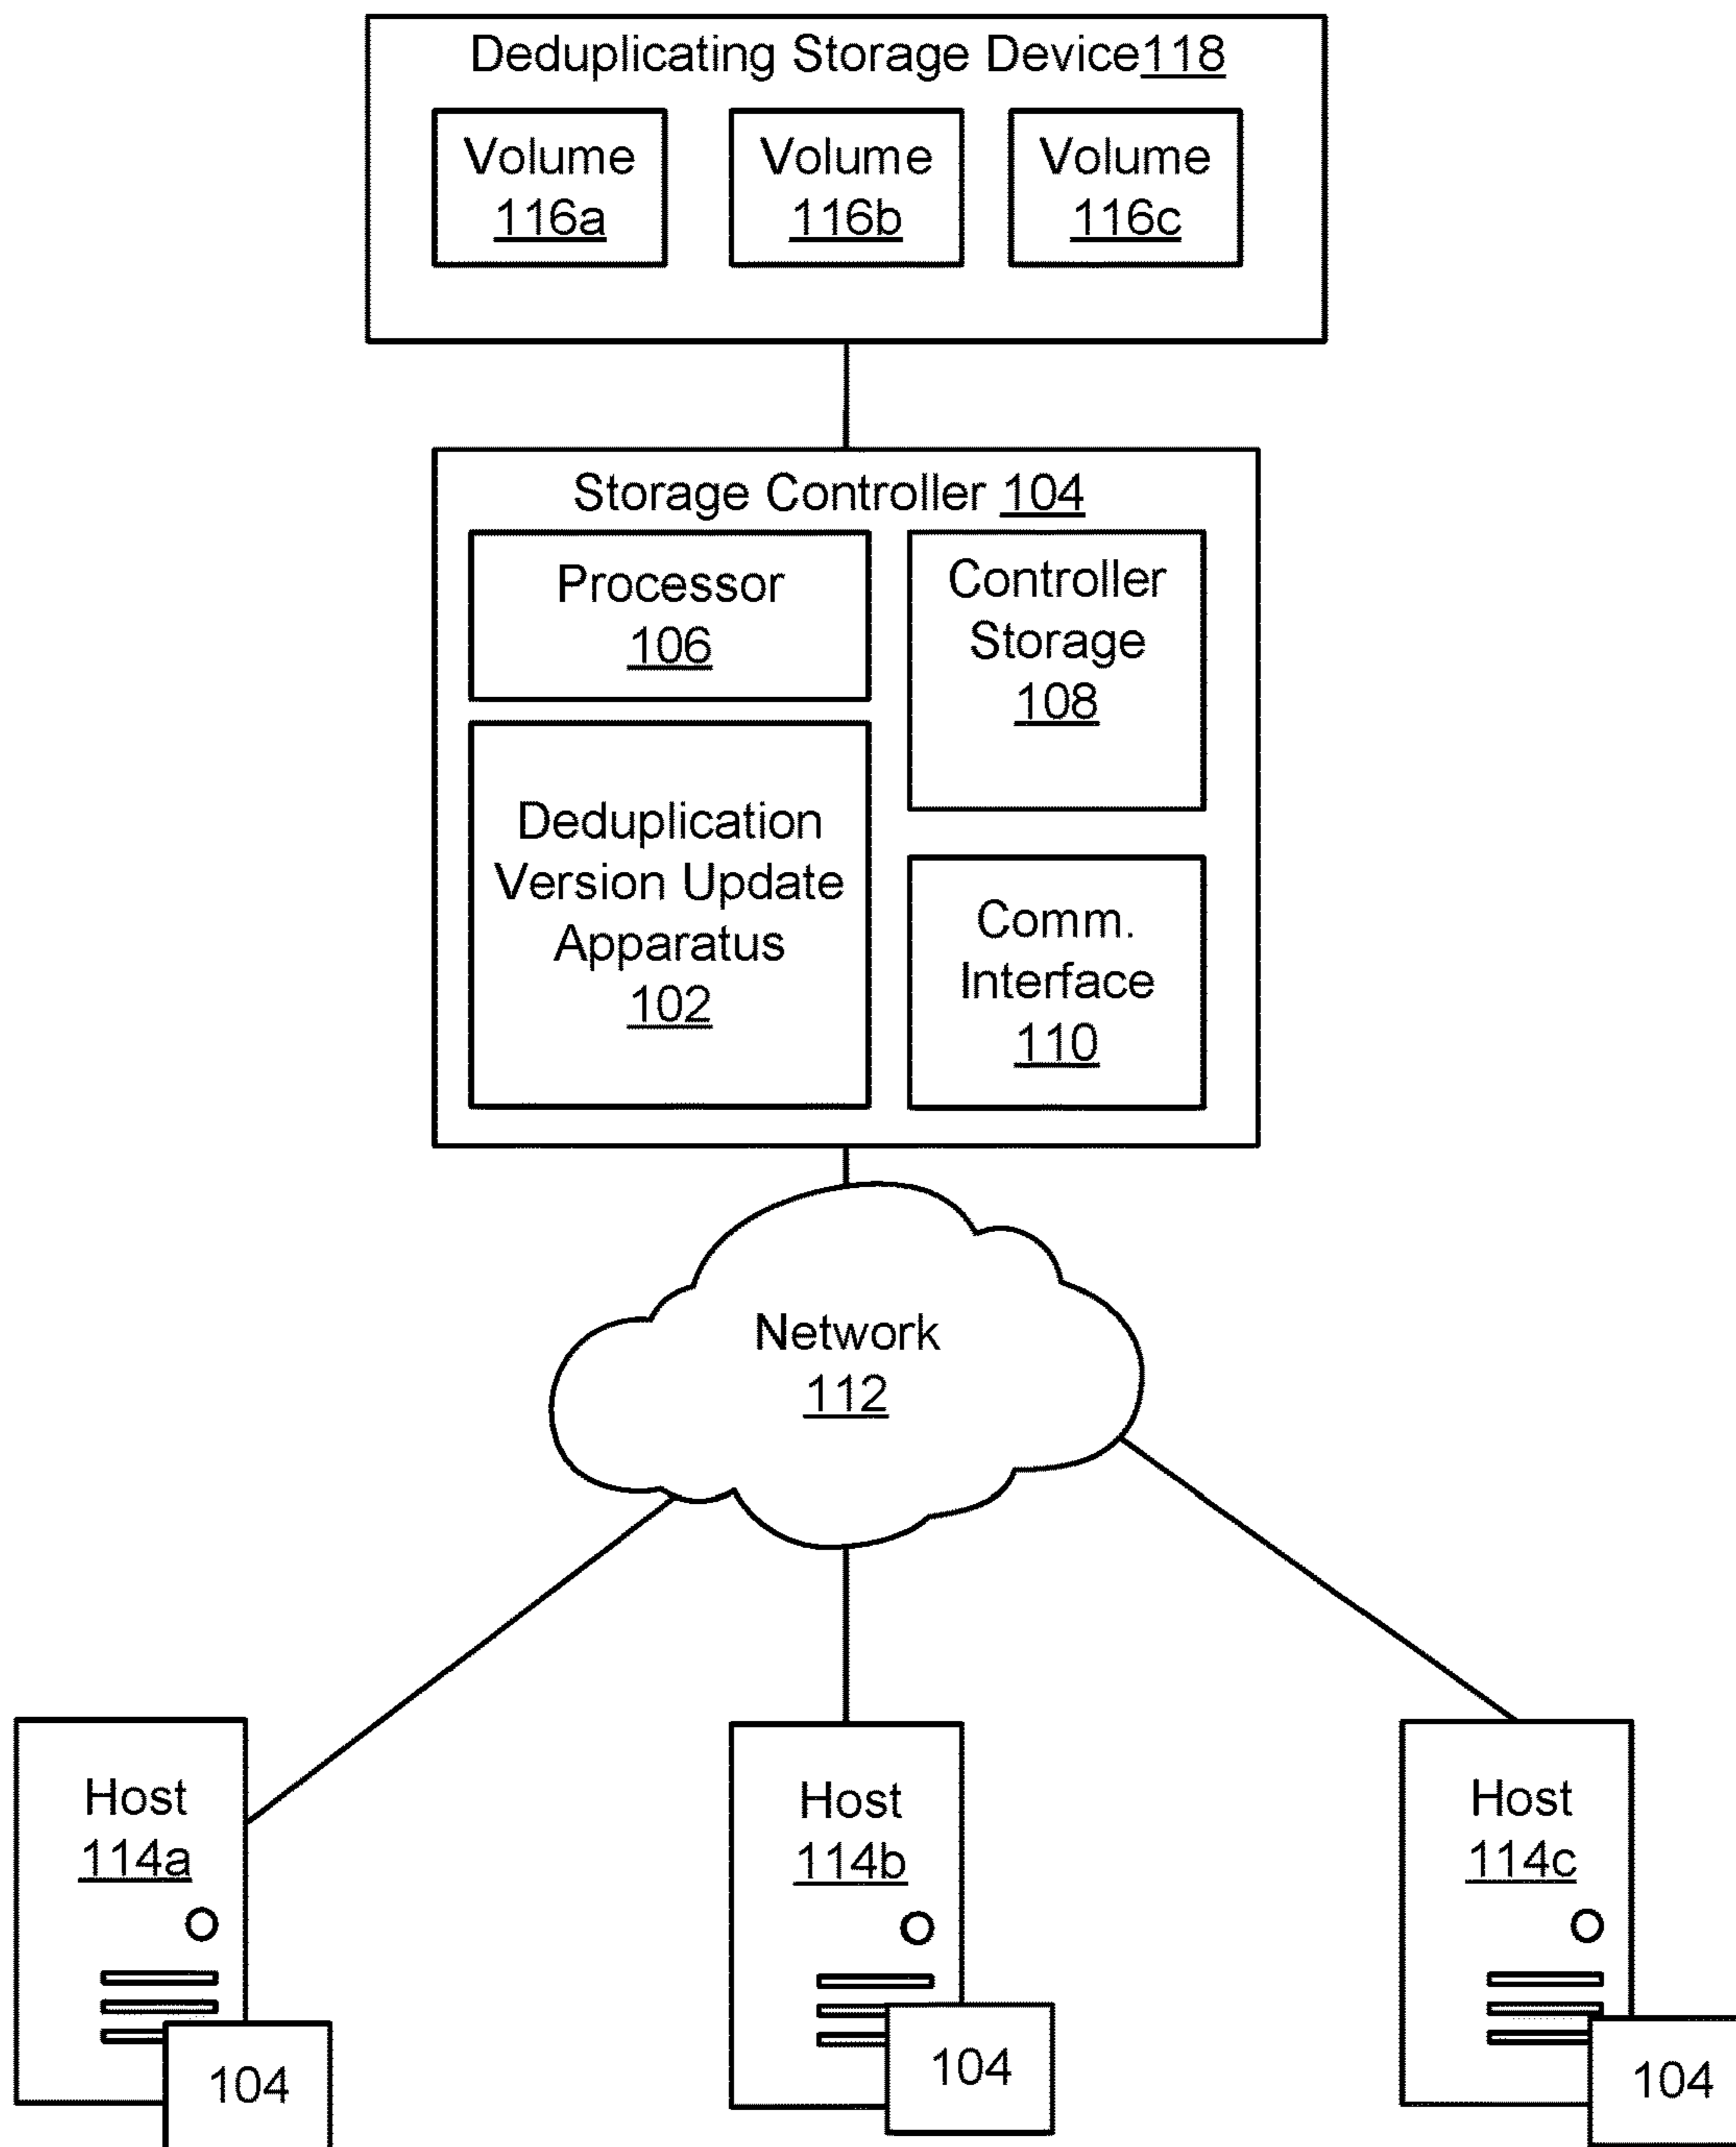 Deduplicating Storage Device118
Volume
116a
Volume
116b
Volume
116c
Storage Controller 104
Processor
106
Controller
Storage
108
Deduplication
Version Update
Apparatus
102
Comm.
Interface
110
Network
112
Host
114a
104
Host
114b
104
Host
114c
104